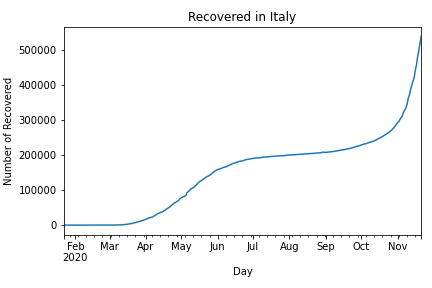 Recovered in Italy
Number of Recovered
500000
400000
300000
200000
100000
0
Feb Mar Apr May Jun Jul Aug Sep Oct Nov
2020
Day